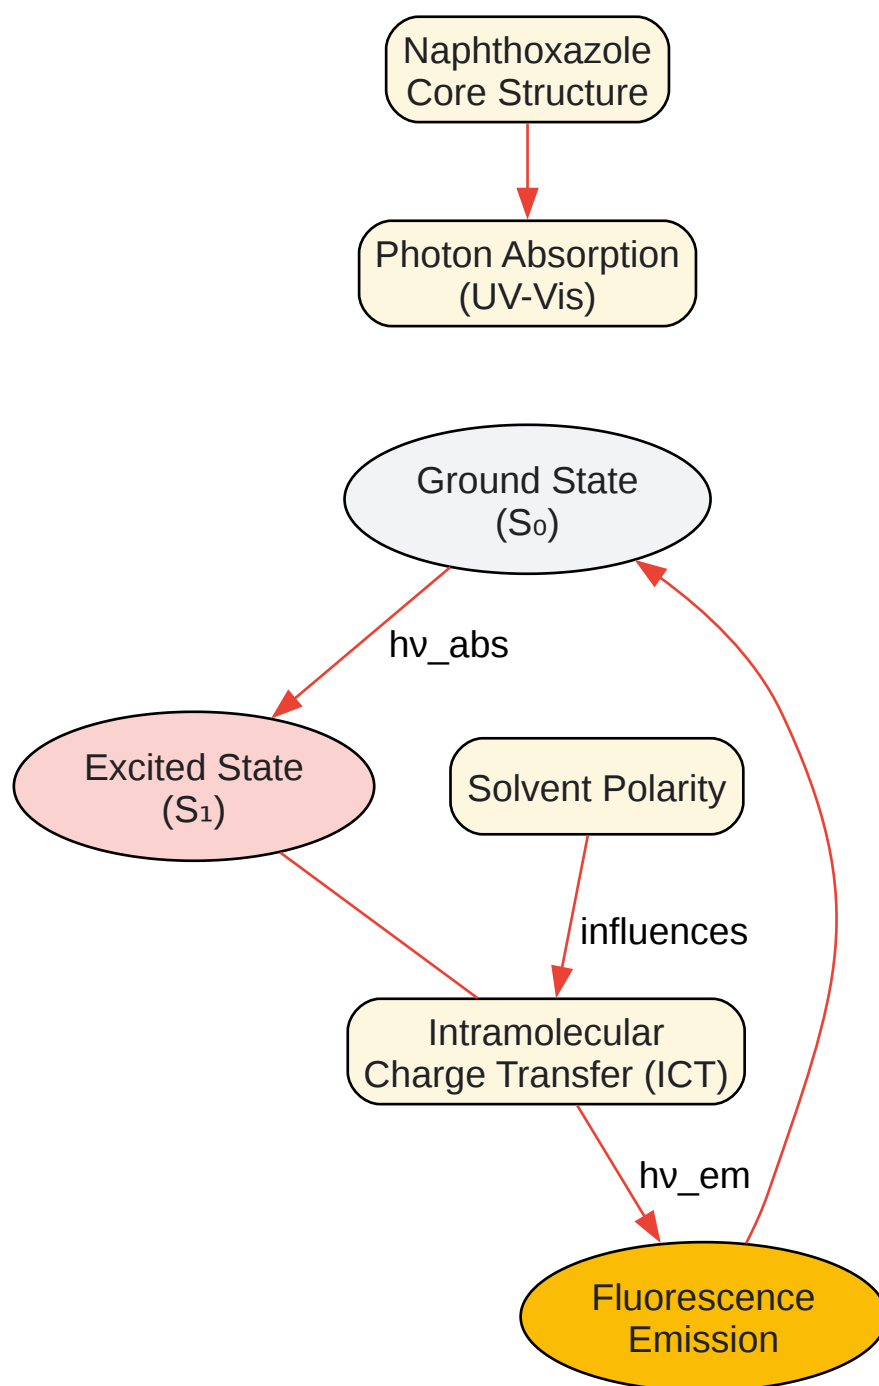 Naphthoxazole
Core Structure
Photon Absorption
(UV-Vis)
Ground State
(S₀)
hν_abs
Excited State
(S₁)
Solvent Polarity
influences
Intramolecular
Charge Transfer (ICT)
hν_em
Fluorescence
Emission